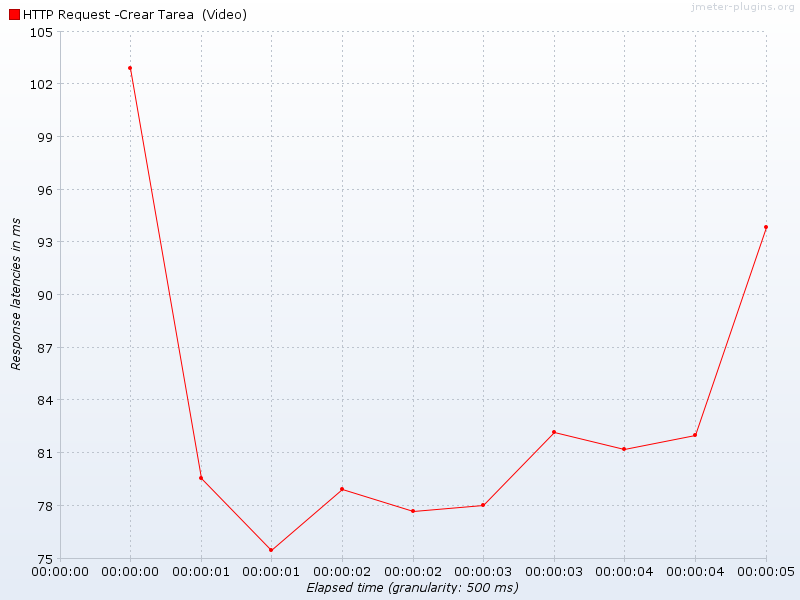 jmeter-plugins.org
HTTP Request -Crear Tarea  (Video)
105
102
99
96
93
90
87
84
81
78
75
Response latencies in ms
00:00:00 00:00:00 00:00:01 00:00:01 00:00:02 00:00:02 00:00:03 00:00:03 00:00:04 00:00:04 00:00:05
Elapsed time (granularity: 500 ms)